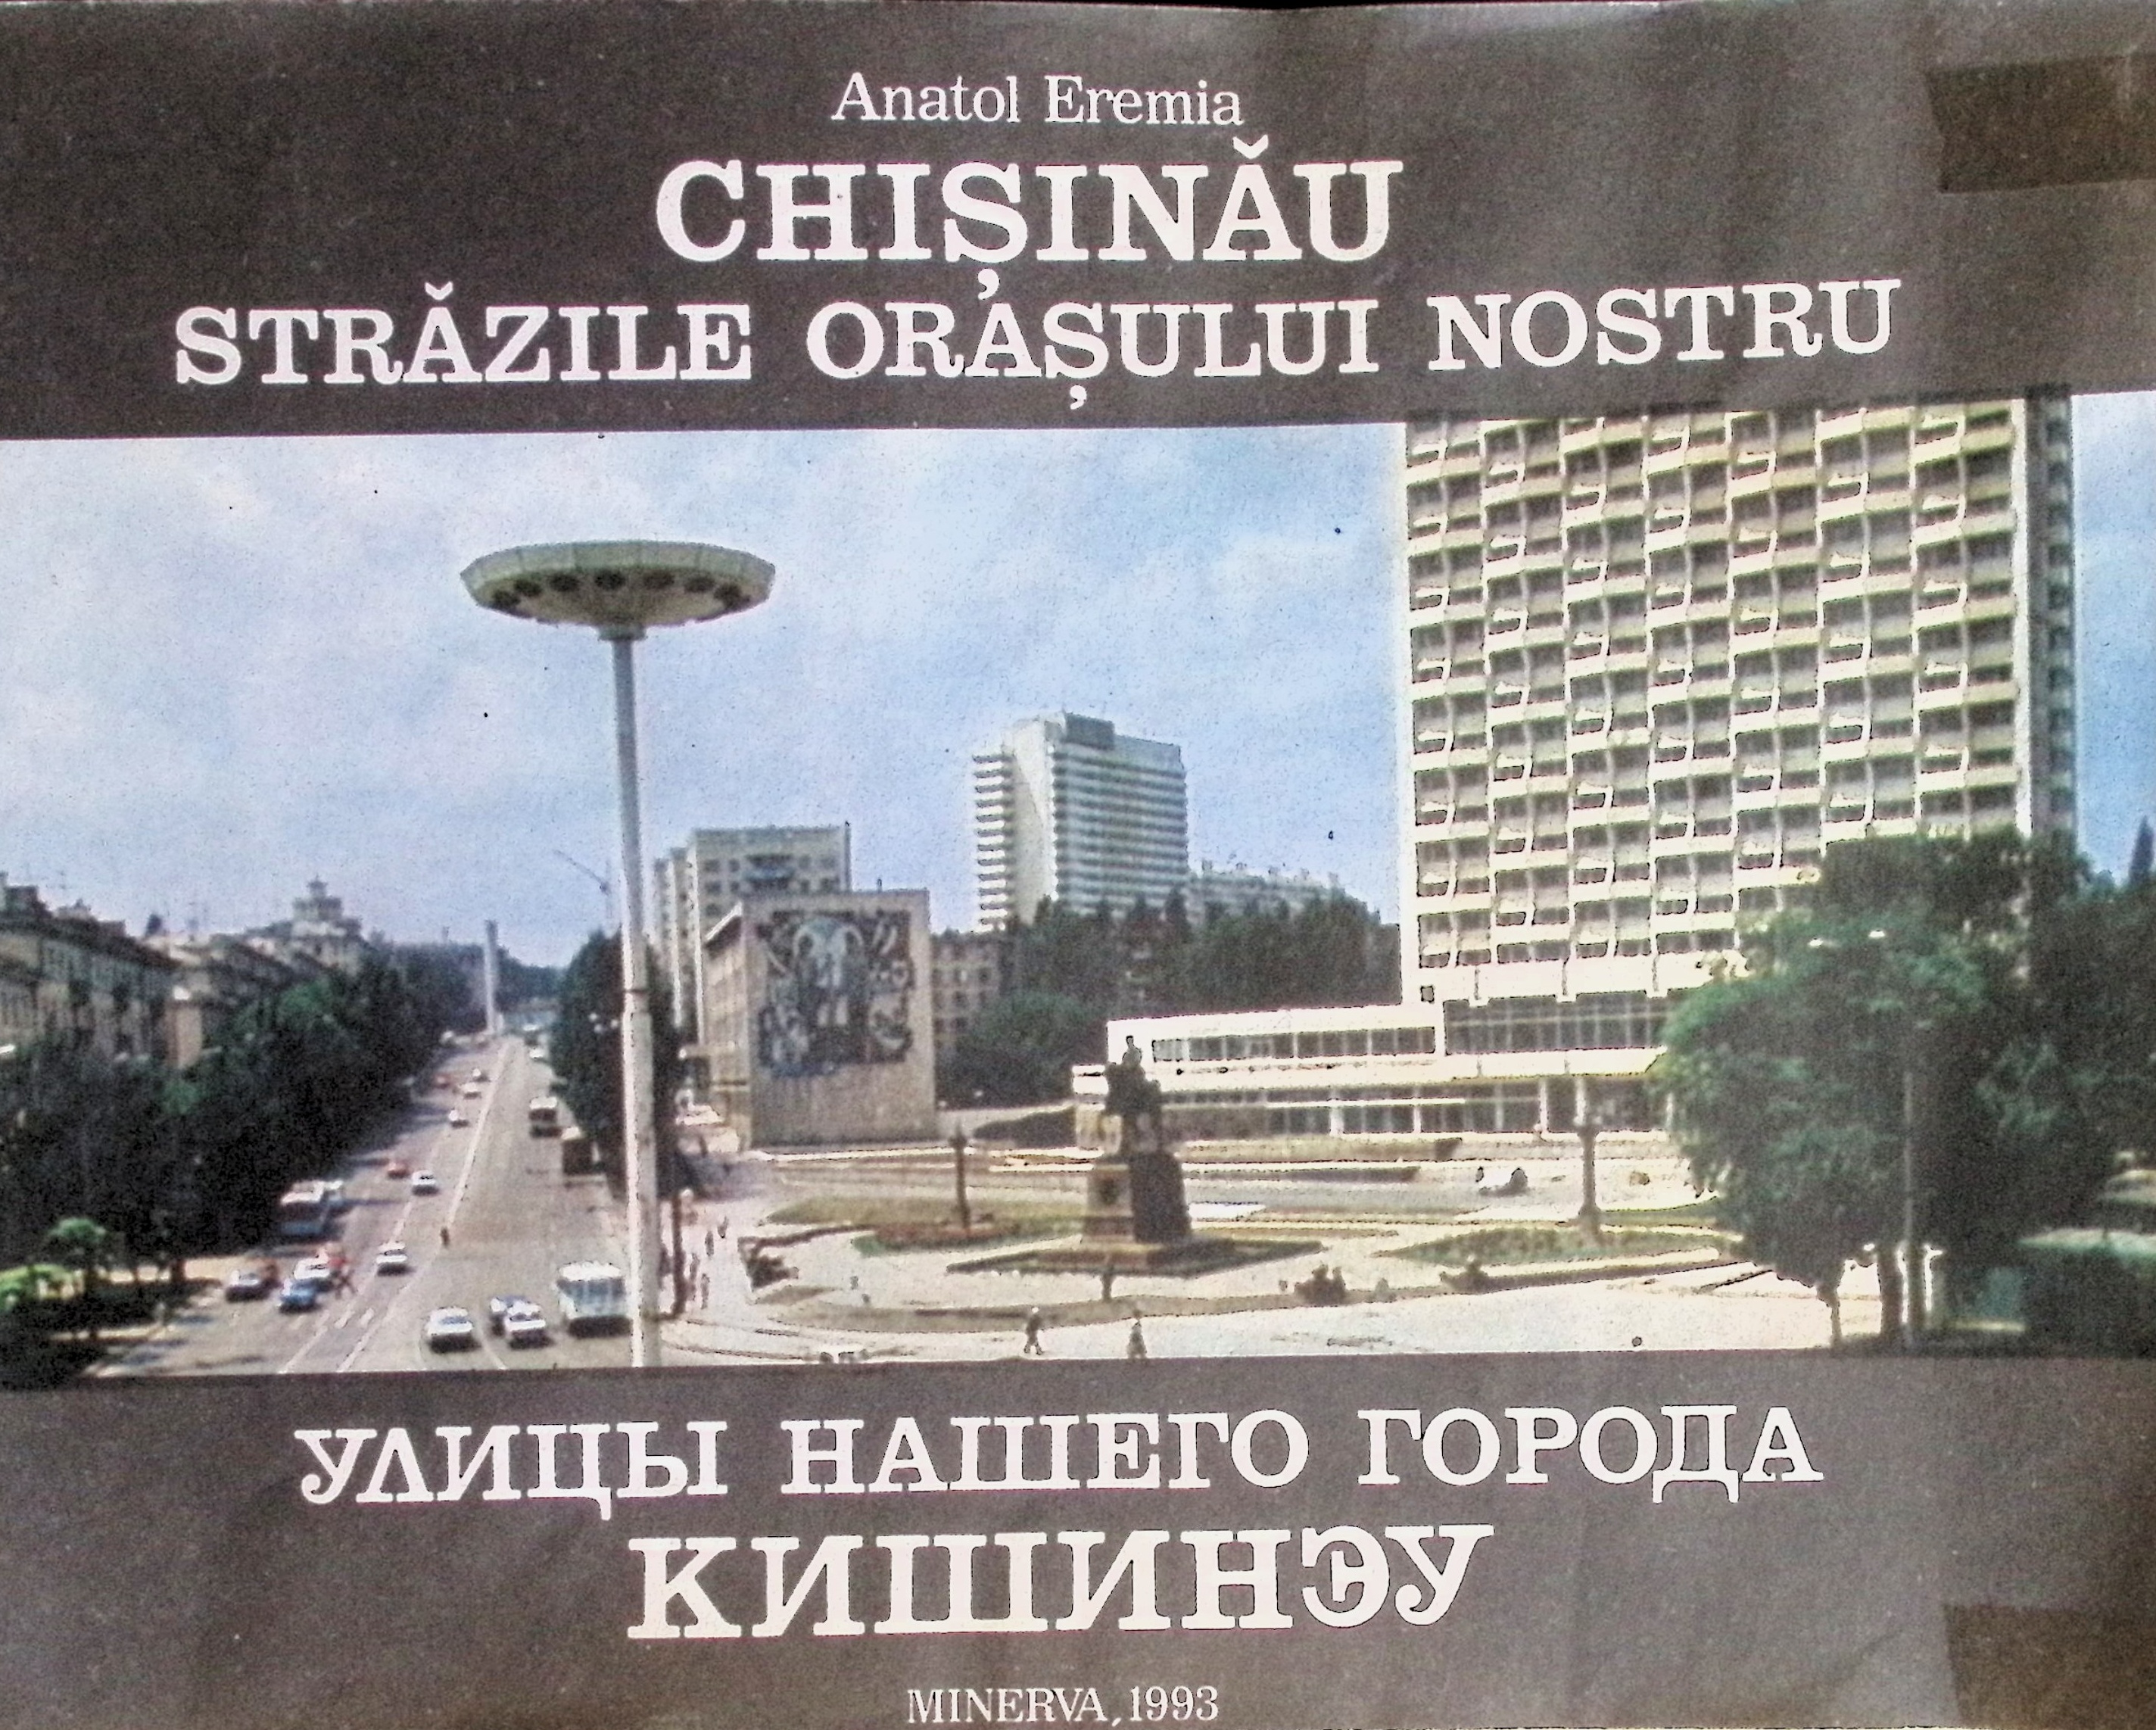 Anatol Eremia
CHIȘINĂU
STRĂZILE ORAȘULUI NOSTRU
УЛИЦЫ НАШЕГО ГОРОДА
КИШИНЭУ
MINERVA, 1993